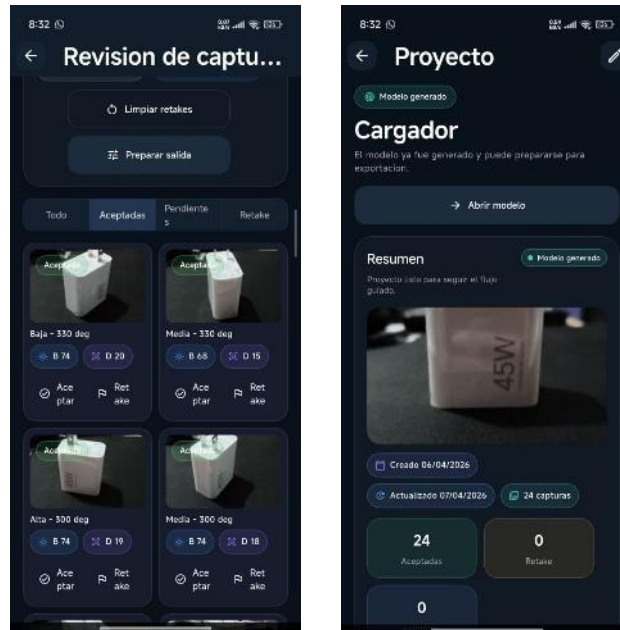 8:32
← Revision de captu...
Limpiar retakes
Preparar salida
Todo
Aceptadas
Pendiente
s
Retake
Aceptada
Aceptada
Baja - 330 deg
B 74
D 20
Ace
ptar
Ret
ake
Media - 330 deg
B 68
D 15
Ace
ptar
Ret
ake
Alta - 300 deg
B 74
D 19
Ace
ptar
Ret
ake
Media - 300 deg
B 74
D 18
Ace
ptar
Ret
ake
8:32
← Proyecto
Modelo generado
Cargador
El modelo ya fue generado y puede prepararse para
exportacion.
→ Abrir modelo
Resumen
Modelo generado
Proyecto listo para seguir el flujo
guiado.
45W
Creado 06/04/2026
Actualizado 07/04/2026
24 capturas
24
Aceptadas
0
Retake
0